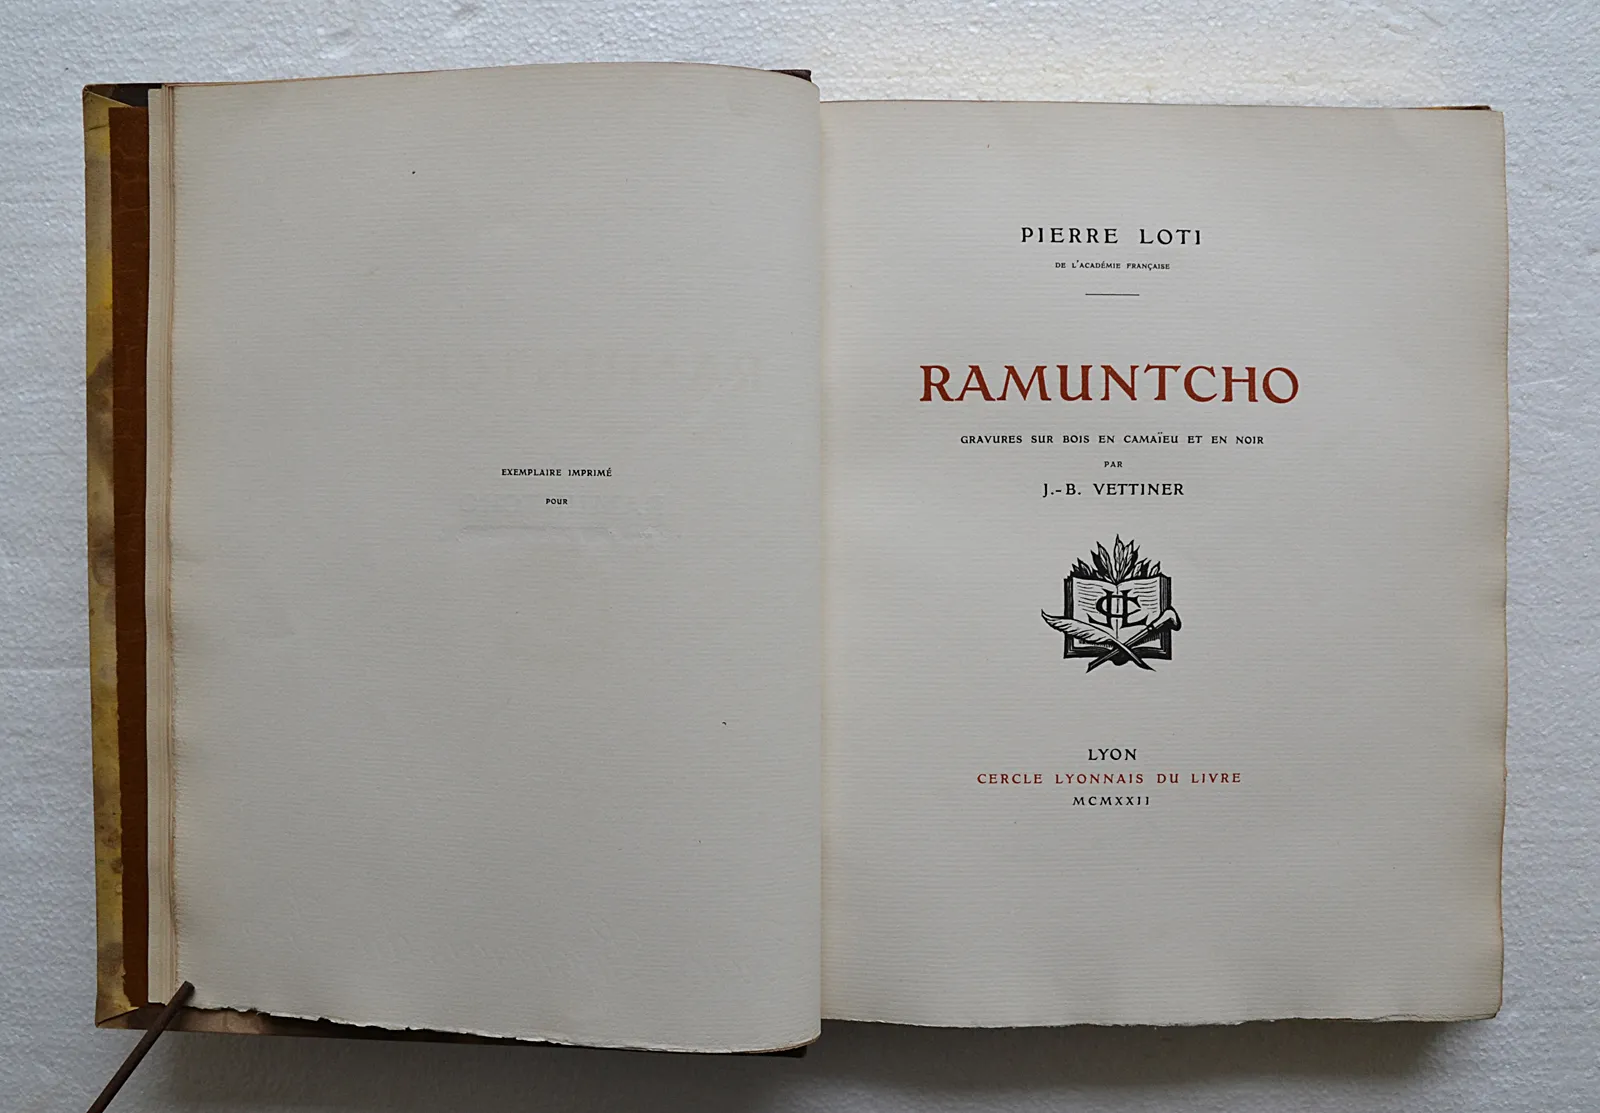 EXEMPLAIRE IMPRIMÉ
POUR
PIERRE LOTI
DE L'ACADÉMIE FRANÇAISE
RAMUNTCHO
GRAVURES SUR BOIS EN CAMAÏEU ET EN NOIR
PAR
J.-B. VETTINER
LYON
CERCLE LYONNAIS DU LIVRE
MCMXXII